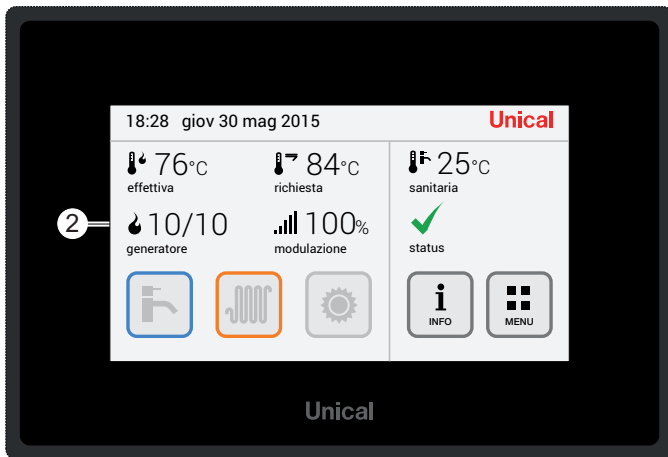 18:28 giov 30 mag 2015 Unical
76°C 84°C 25°C
effettiva richiesta sanitaria
2 10/10 100%
generatore modulazione status
INFO MENU
Unical